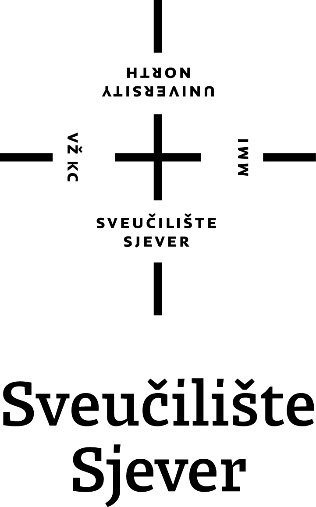 UNIVERSITY
NORTH
VŽ KC
MMI
SVEUČILIŠTE
SJEVER
Sveučilište
Sjever